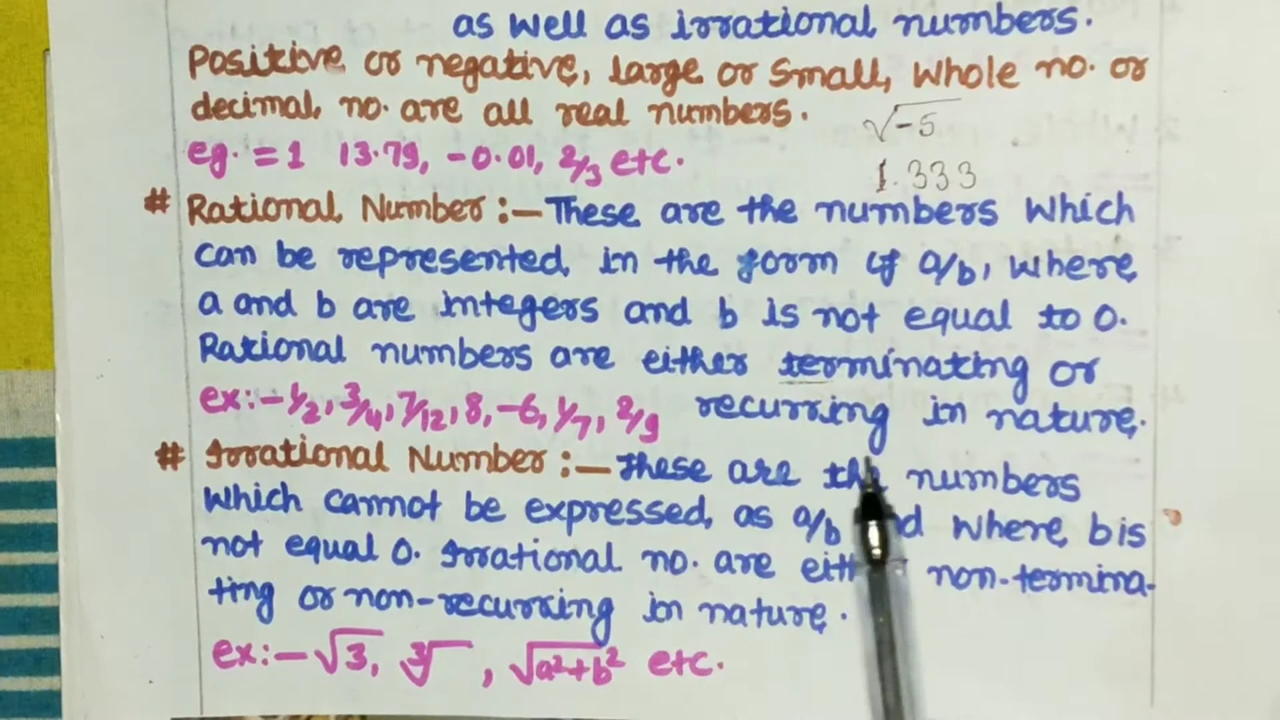 as well as irrational numbers.
Positive or negative, large or small, whole no. or
decimal no. are all real numbers.
√-5
eg. = 1 13.79, -0.01, 2/3 etc.
1.333
# Rational Number :- These are the numbers which
can be represented in the form of a/b, where
a and b are integers and b is not equal to 0.
Rational numbers are either terminating or
ex:- 1/2, 3/4, 7/12, 8, -6, 1/7, 2/9 recurring in nature.
# Irrational Number :- These are the numbers
which cannot be expressed as a/b where b is
not equal 0. Irrational no. are non-termina-
ting or non-recurring in nature.
ex:- √3, ∛ , √a²+b² etc.